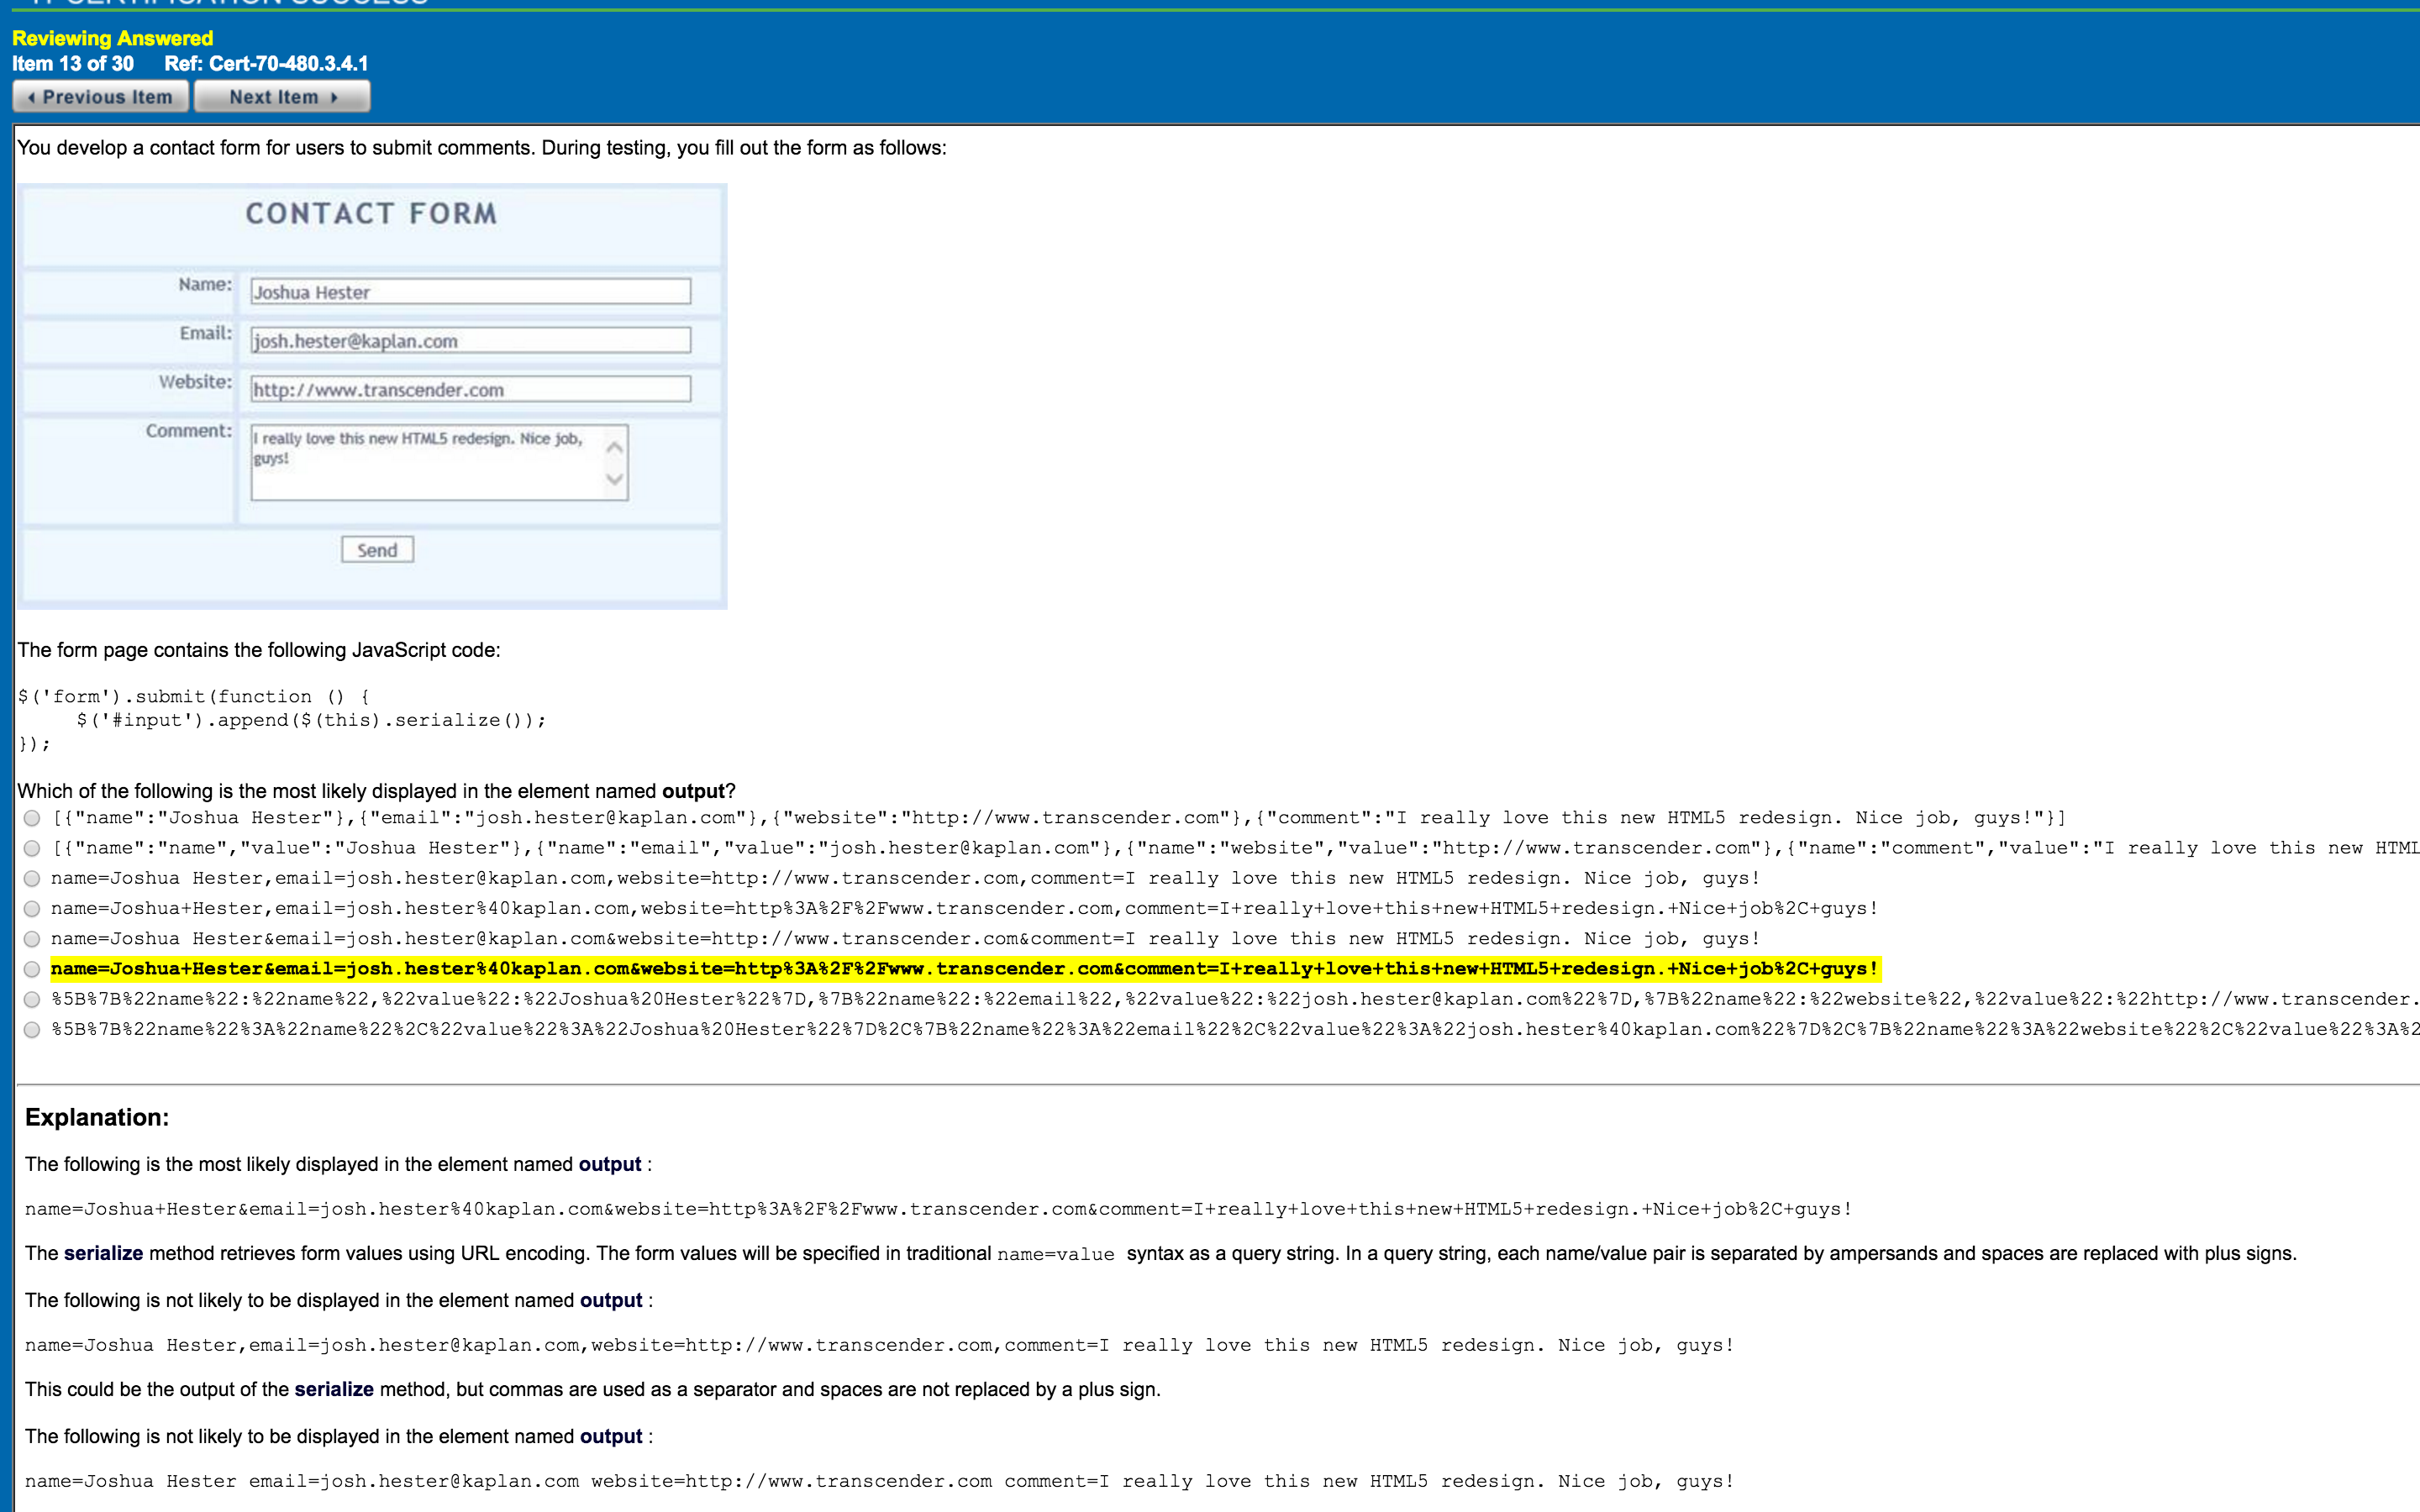 IT CERTIFICATION SUCCESS
Reviewing Answered
Item 13 of 30 Ref: Cert-70-480.3.4.1
Previous Item Next Item
You develop a contact form for users to submit comments. During testing, you fill out the form as follows:
CONTACT FORM
Name: Joshua Hester
Email: josh.hester@kaplan.com
Website: http://www.transcender.com
Comment: I really love this new HTML5 redesign. Nice job,
guys!
Send
The form page contains the following JavaScript code:
$('form').submit(function () {
$('#input').append($(this).serialize());
});
Which of the following is the most likely displayed in the element named output?
[{"name":"Joshua Hester"},{"email":"josh.hester@kaplan.com"},{"website":"http://www.transcender.com"},{"comment":"I really love this new HTML5 redesign. Nice job, guys!"}]
[{"name":"name","value":"Joshua Hester"},{"name":"email","value":"josh.hester@kaplan.com"},{"name":"website","value":"http://www.transcender.com"},{"name":"comment","value":"I really love this new HTML
name=Joshua Hester,email=josh.hester@kaplan.com,website=http://www.transcender.com,comment=I really love this new HTML5 redesign. Nice job, guys!
name=Joshua+Hester,email=josh.hester%40kaplan.com,website=http%3A%2F%2Fwww.transcender.com,comment=I+really+love+this+new+HTML5+redesign.+Nice+job%2C+guys!
name=Joshua Hester&email=josh.hester@kaplan.com&website=http://www.transcender.com&comment=I really love this new HTML5 redesign. Nice job, guys!
name=Joshua+Hester&email=josh.hester%40kaplan.com&website=http%3A%2F%2Fwww.transcender.com&comment=I+really+love+this+new+HTML5+redesign.+Nice+job%2C+guys!
%5B%7B%22name%22:%22name%22,%22value%22:%22Joshua%20Hester%22%7D,%7B%22name%22:%22email%22,%22value%22:%22josh.hester@kaplan.com%22%7D,%7B%22name%22:%22website%22,%22value%22:%22http://www.transcender.
%5B%7B%22name%22%3A%22name%22%2C%22value%22%3A%22Joshua%20Hester%22%7D%2C%7B%22name%22%3A%22email%22%2C%22value%22%3A%22josh.hester%40kaplan.com%22%7D%2C%7B%22name%22%3A%22website%22%2C%22value%22%3A%2
Explanation:
The following is the most likely displayed in the element named output :
name=Joshua+Hester&email=josh.hester%40kaplan.com&website=http%3A%2F%2Fwww.transcender.com&comment=I+really+love+this+new+HTML5+redesign.+Nice+job%2C+guys!
The serialize method retrieves form values using URL encoding. The form values will be specified in traditional name=value syntax as a query string. In a query string, each name/value pair is separated by ampersands and spaces are replaced with plus signs.
The following is not likely to be displayed in the element named output :
name=Joshua Hester,email=josh.hester@kaplan.com,website=http://www.transcender.com,comment=I really love this new HTML5 redesign. Nice job, guys!
This could be the output of the serialize method, but commas are used as a separator and spaces are not replaced by a plus sign.
The following is not likely to be displayed in the element named output :
name=Joshua Hester email=josh.hester@kaplan.com website=http://www.transcender.com comment=I really love this new HTML5 redesign. Nice job, guys!